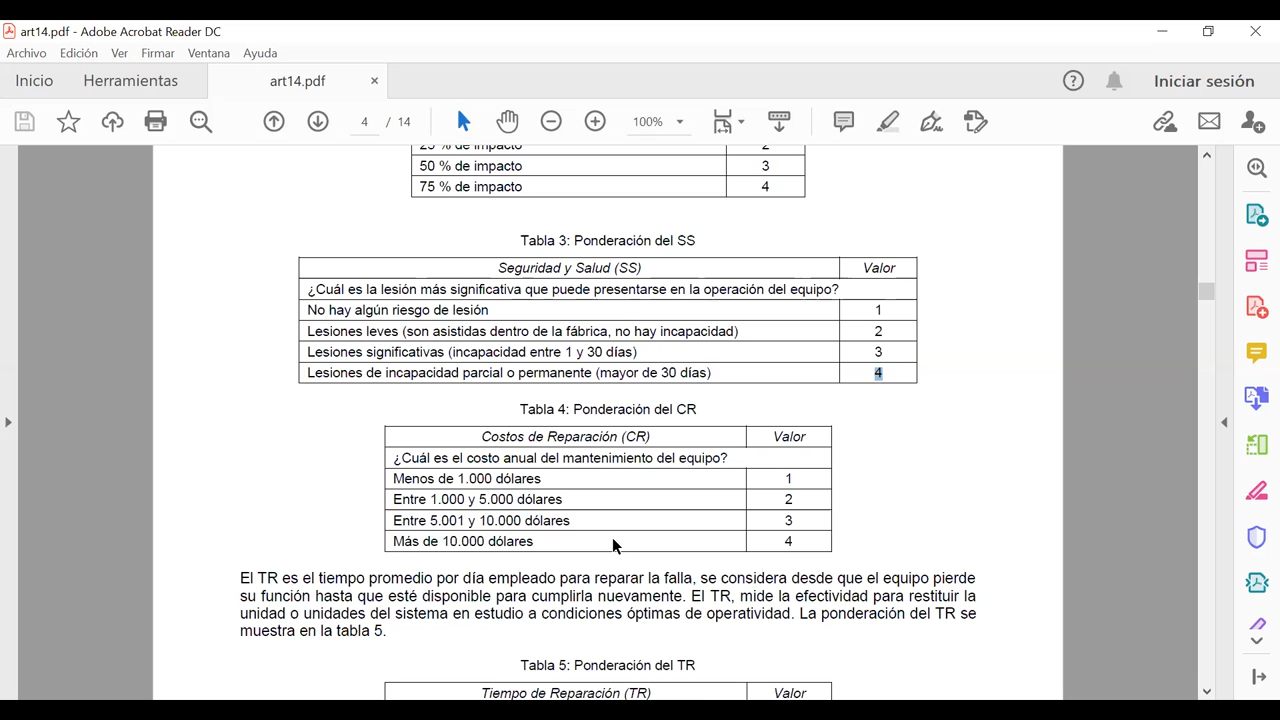 art14.pdf - Adobe Acrobat Reader DC
Archivo Edición Ver Firmar Ventana Ayuda
Inicio Herramientas art14.pdf × Iniciar sesión
4 / 14 100%
25 % de impacto 2
50 % de impacto 3
75 % de impacto 4
Tabla 3: Ponderación del SS
Seguridad y Salud (SS) Valor
¿Cuál es la lesión más significativa que puede presentarse en la operación del equipo?
No hay algún riesgo de lesión 1
Lesiones leves (son asistidas dentro de la fábrica, no hay incapacidad) 2
Lesiones significativas (incapacidad entre 1 y 30 días) 3
Lesiones de incapacidad parcial o permanente (mayor de 30 días) 4
Tabla 4: Ponderación del CR
Costos de Reparación (CR) Valor
¿Cuál es el costo anual del mantenimiento del equipo?
Menos de 1.000 dólares 1
Entre 1.000 y 5.000 dólares 2
Entre 5.001 y 10.000 dólares 3
Más de 10.000 dólares 4
El TR es el tiempo promedio por día empleado para reparar la falla, se considera desde que el equipo pierde
su función hasta que esté disponible para cumplirla nuevamente. El TR, mide la efectividad para restituir la
unidad o unidades del sistema en estudio a condiciones óptimas de operatividad. La ponderación del TR se
muestra en la tabla 5.
Tabla 5: Ponderación del TR
Tiempo de Reparación (TR) Valor